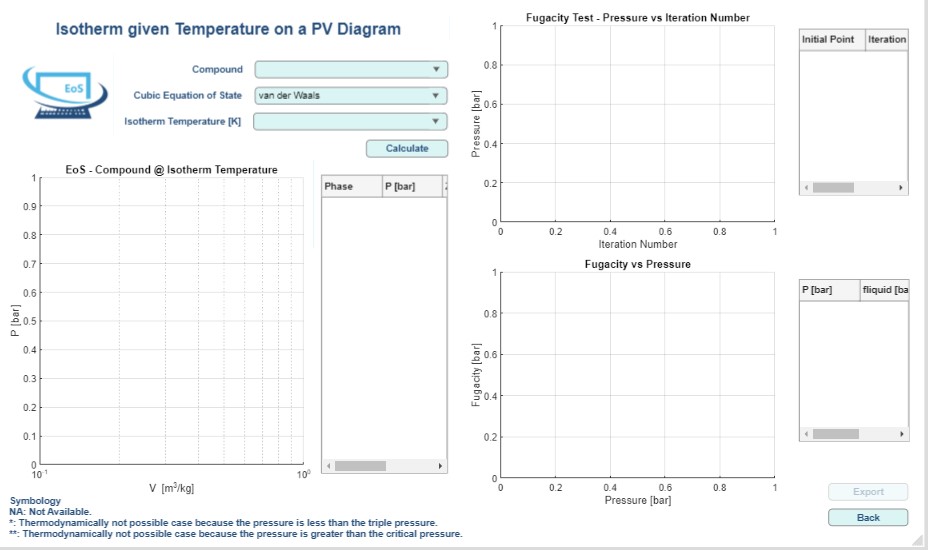 Isotherm given Temperature on a PV Diagram
EoS
Compound
Cubic Equation of State
van der Waals
Isotherm Temperature [K]
Calculate
EoS - Compound @ Isotherm Temperature
1
0.9
0.8
0.7
0.6
0.5
0.4
0.3
0.2
0.1
0
P [bar]
10⁻¹ 10⁰
V [m³/kg]
Phase P [bar]
Symbology
NA: Not Available.
*: Thermodynamically not possible case because the pressure is less than the triple pressure.
**: Thermodynamically not possible case because the pressure is greater than the critical pressure.
Fugacity Test - Pressure vs Iteration Number
1
0.8
0.6
0.4
0.2
0
Pressure [bar]
0 0.2 0.4 0.6 0.8 1
Iteration Number
Initial Point Iteration
Fugacity vs Pressure
1
0.8
0.6
0.4
0.2
0
Fugacity [bar]
0 0.2 0.4 0.6 0.8 1
Pressure [bar]
P [bar] fliquid [ba
Export
Back